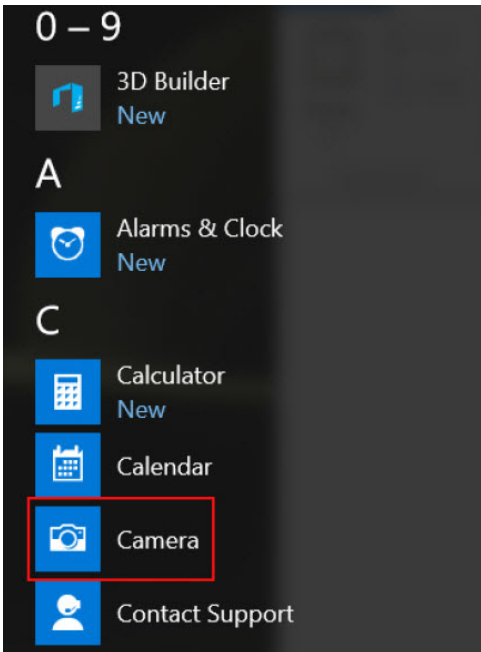 0 – 9
3D Builder
New
A
Alarms & Clock
New
C
Calculator
New
Calendar
Camera
Contact Support